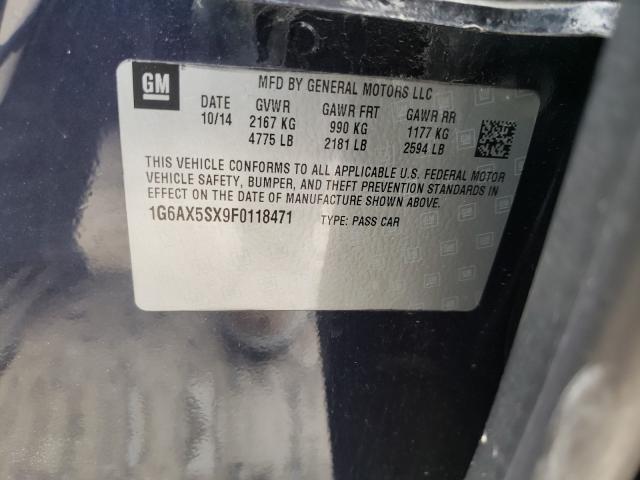 GM
MFD BY GENERAL MOTORS LLC
DATE GVWR GAWR FRT GAWR RR
10/14 2167 KG 990 KG 1177 KG
4775 LB 2181 LB 2594 LB
THIS VEHICLE CONFORMS TO ALL APPLICABLE U.S. FEDERAL MOTOR
VEHICLE SAFETY, BUMPER, AND THEFT PREVENTION STANDARDS IN
EFFECT ON THE DATE OF MANUFACTURE SHOWN ABOVE.
1G6AX5SX9F0118471 TYPE: PASS CAR